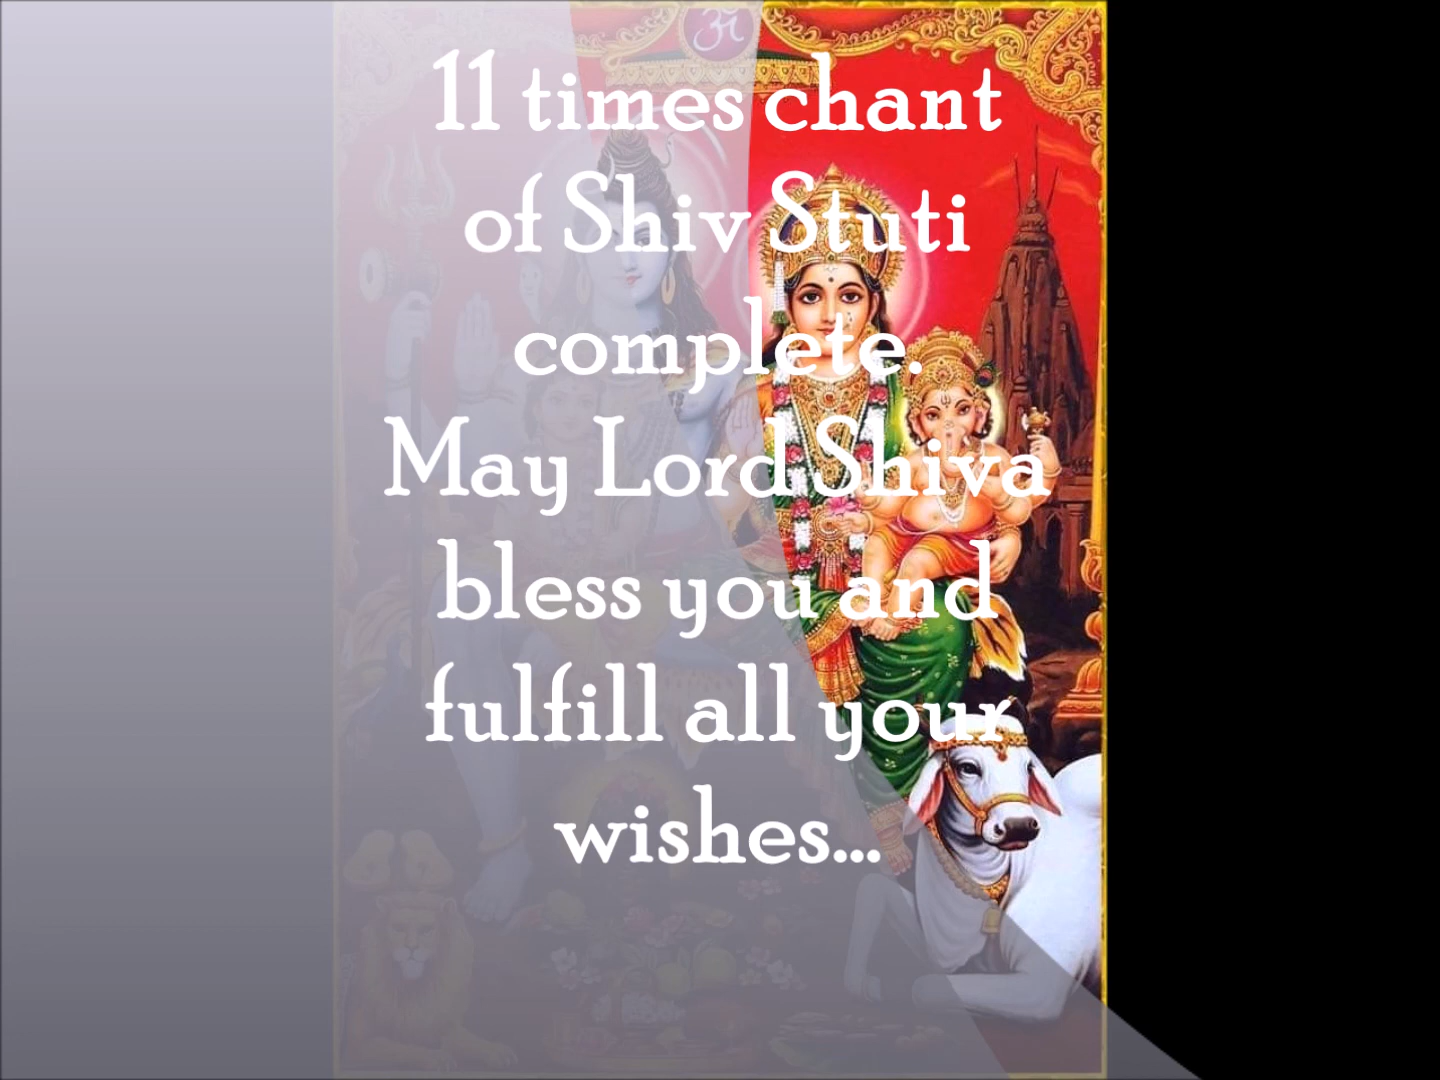 ॐ
11 times chant
of Shiv Stuti
complete.
May Lord Shiva
bless you and
fulfill all your
wishes...